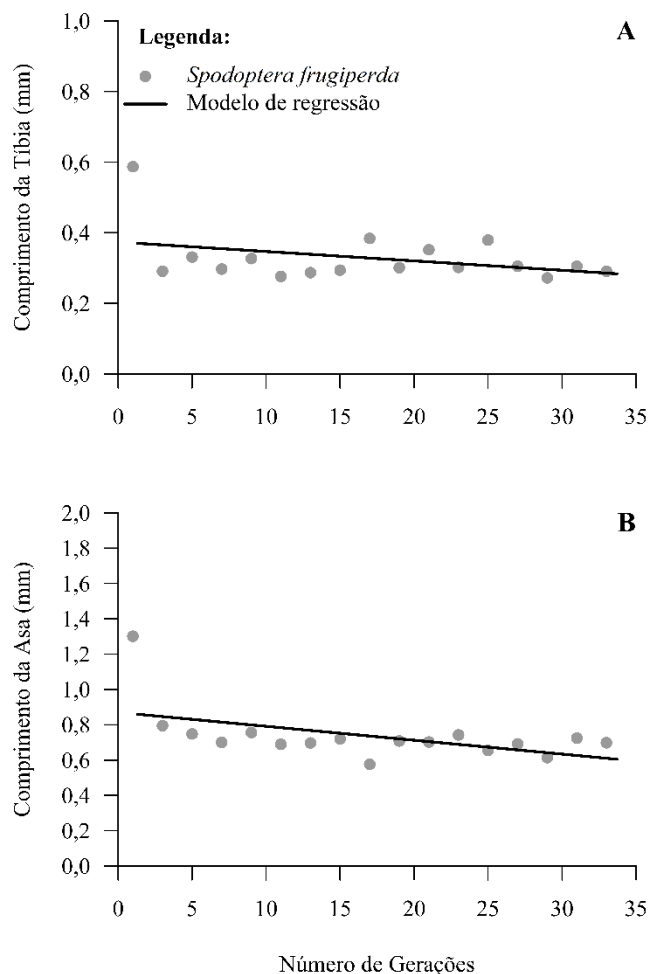 1,0
Legenda:
A
Spodoptera frugiperda
0,8
Modelo de regressão
0,6
0,4
0,2
0,0
Comprimento da Tíbia (mm)
0 5 10 15 20 25 30 35
2,0
B
1,8
1,6
1,4
1,2
1,0
0,8
0,6
0,4
0,2
0,0
Comprimento da Asa (mm)
0 5 10 15 20 25 30 35
Número de Gerações